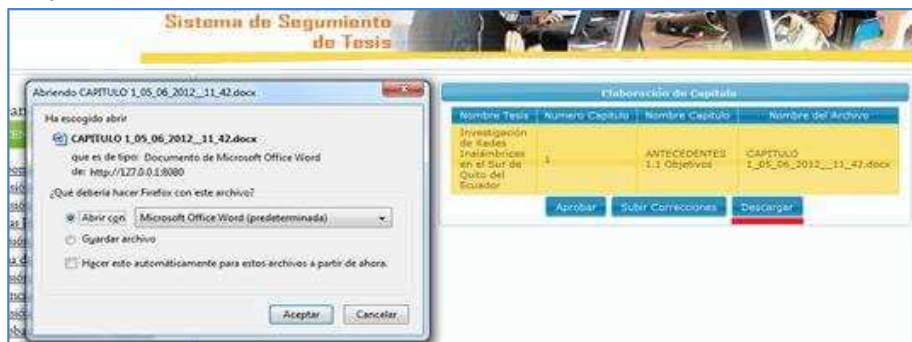 Sistema de Segumiento
de Tesis
Abriendo CAPITULO 1_05_06_2012__11_42.docx
Ha escogido abrir
CAPITULO 1_05_06_2012__11_42.docx
que es de tipo: Documento de Microsoft Office Word
de: http://127.0.0.1:8080
¿Qué debería hacer Firefox con este archivo?
Abrir con Microsoft Office Word (predeterminada)
Guardar archivo
Hacer esto automáticamente para estos archivos a partir de ahora.
Aceptar Cancelar
Elaboración de Capitulo
Nombre Tesis Numero Capitulo Nombre Capitulo Nombre del Archivo
Investigación
de Redes
Inalámbricas
en el Sur de
Quito del
Ecuador
1
ANTECEDENTES
1.1 Objetivos
CAPITULO
1_05_06_2012__11_42.docx
Aprobar Subir Correcciones Descargar